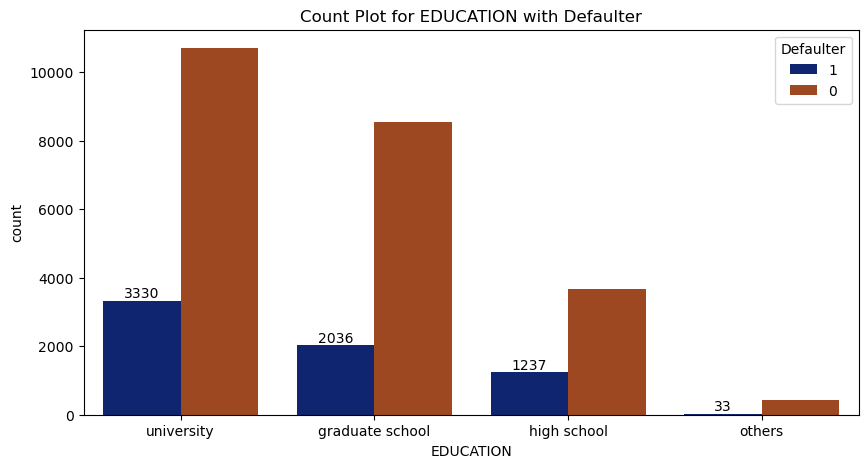 Count Plot for EDUCATION with Defaulter
Defaulter
1
0
10000
8000
6000
4000
2000
0
count
3330
2036
1237
33
university
graduate school
high school
others
EDUCATION